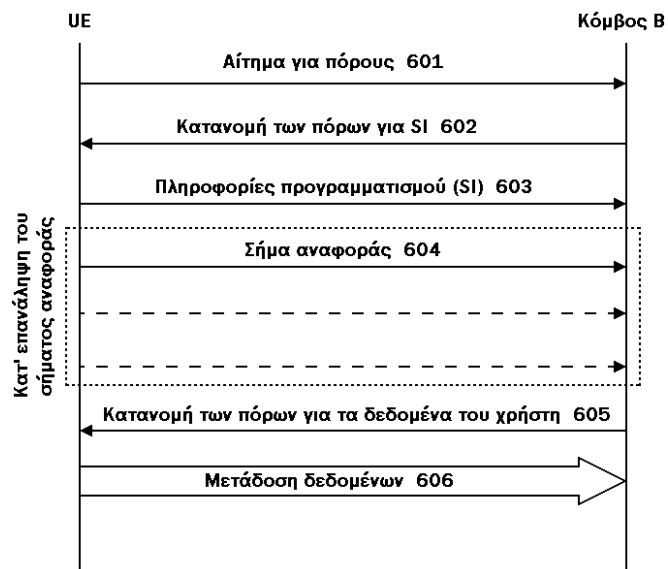 UE
Κόμβος Β
Αίτημα για πόρους 601
Κατανομή των πόρων για SI 602
Πληροφορίες προγραμματισμού (SI) 603
Σήμα αναφοράς 604
Κατ' επανάληψη του
σήματος αναφοράς
Κατανομή των πόρων για τα δεδομένα του χρήστη 605
Μετάδοση δεδομένων 606